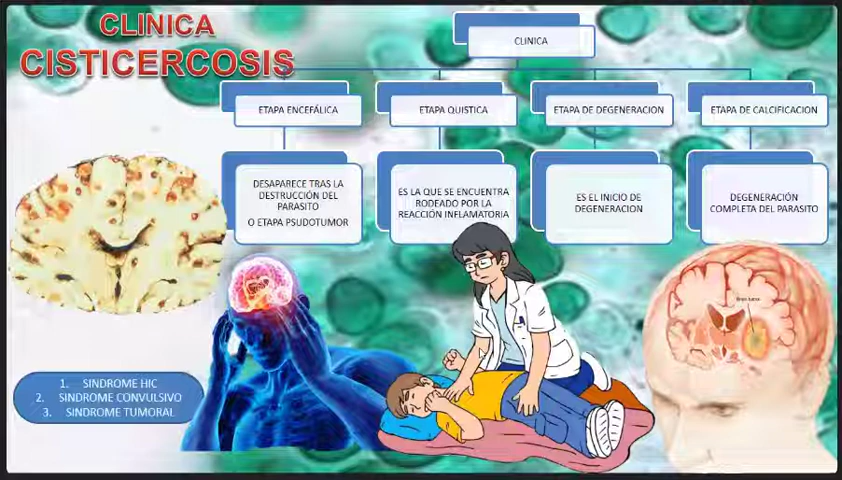 CLINICA
CISTICERCOSIS
CLINICA
ETAPA ENCEFÁLICA
DESAPARECE TRAS LA
DESTRUCCIÓN DEL
PARASITO
O ETAPA PSUDOTUMOR
ETAPA QUISTICA
ES LA QUE SE ENCUENTRA
RODEADO POR LA
REACCIÓN INFLAMATORIA
ETAPA DE DEGENERACION
ES EL INICIO DE
DEGENERACION
ETAPA DE CALCIFICACION
DEGENERACIÓN
COMPLETA DEL PARASITO
1. SINDROME HIC
2. SINDROME CONVULSIVO
3. SINDROME TUMORAL